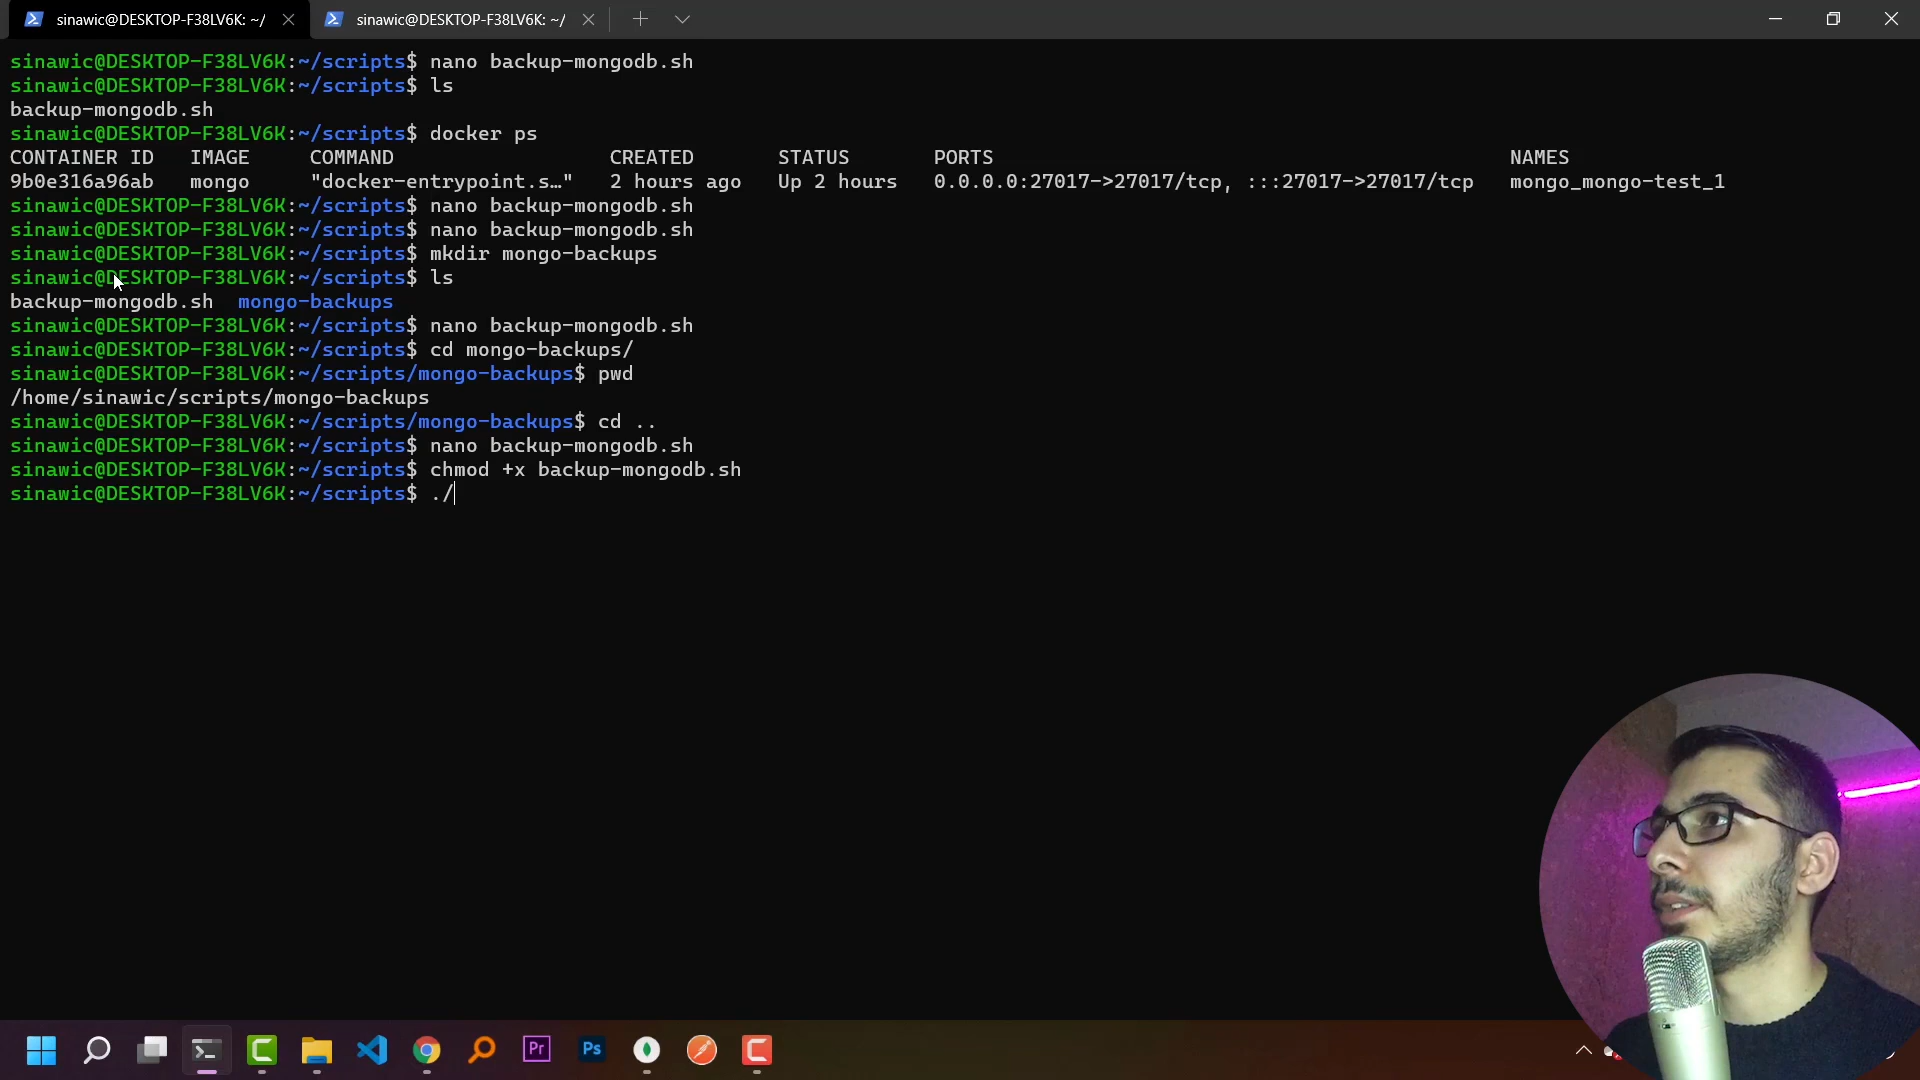 sinawic@DESKTOP-F38LV6K: ~/
sinawic@DESKTOP-F38LV6K: ~/
sinawic@DESKTOP-F38LV6K:~/scripts$ nano backup-mongodb.sh
sinawic@DESKTOP-F38LV6K:~/scripts$ ls
backup-mongodb.sh
sinawic@DESKTOP-F38LV6K:~/scripts$ docker ps
CONTAINER ID   IMAGE     COMMAND                  CREATED       STATUS       PORTS                                           NAMES
9b0e316a96ab   mongo     "docker-entrypoint.s…"   2 hours ago   Up 2 hours   0.0.0.0:27017->27017/tcp, :::27017->27017/tcp   mongo_mongo-test_1
sinawic@DESKTOP-F38LV6K:~/scripts$ nano backup-mongodb.sh
sinawic@DESKTOP-F38LV6K:~/scripts$ nano backup-mongodb.sh
sinawic@DESKTOP-F38LV6K:~/scripts$ mkdir mongo-backups
sinawic@DESKTOP-F38LV6K:~/scripts$ ls
backup-mongodb.sh  mongo-backups
sinawic@DESKTOP-F38LV6K:~/scripts$ nano backup-mongodb.sh
sinawic@DESKTOP-F38LV6K:~/scripts$ cd mongo-backups/
sinawic@DESKTOP-F38LV6K:~/scripts/mongo-backups$ pwd
/home/sinawic/scripts/mongo-backups
sinawic@DESKTOP-F38LV6K:~/scripts/mongo-backups$ cd ..
sinawic@DESKTOP-F38LV6K:~/scripts$ nano backup-mongodb.sh
sinawic@DESKTOP-F38LV6K:~/scripts$ chmod +x backup-mongodb.sh
sinawic@DESKTOP-F38LV6K:~/scripts$ ./
Pr
Ps